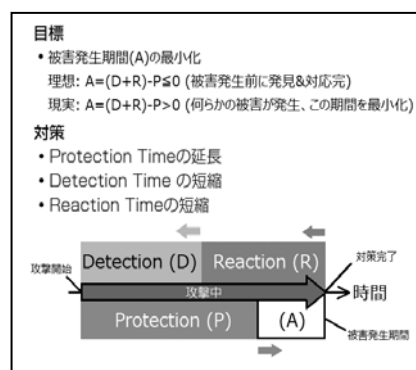 目標
• 被害発生期間(A)の最小化
理想: A=(D+R)-P≦0 (被害発生前に発見&対応完)
現実: A=(D+R)-P>0 (何らかの被害が発生、この期間を最小化)
対策
• Protection Timeの延長
• Detection Time の短縮
• Reaction Timeの短縮
攻撃開始
Detection (D)
Reaction (R)
対策完了
攻撃中
時間
Protection (P)
(A)
被害発生期間